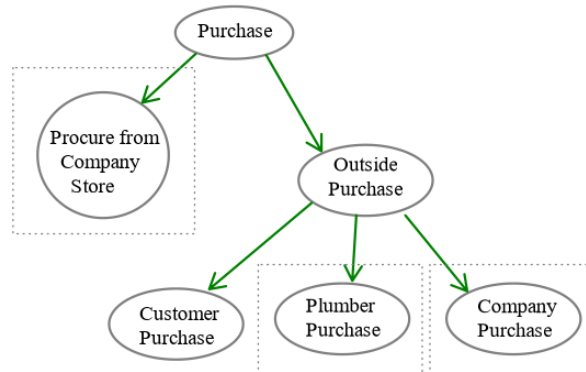 Purchase
Procure from
Company
Store
Outside
Purchase
Customer
Purchase
Plumber
Purchase
Company
Purchase